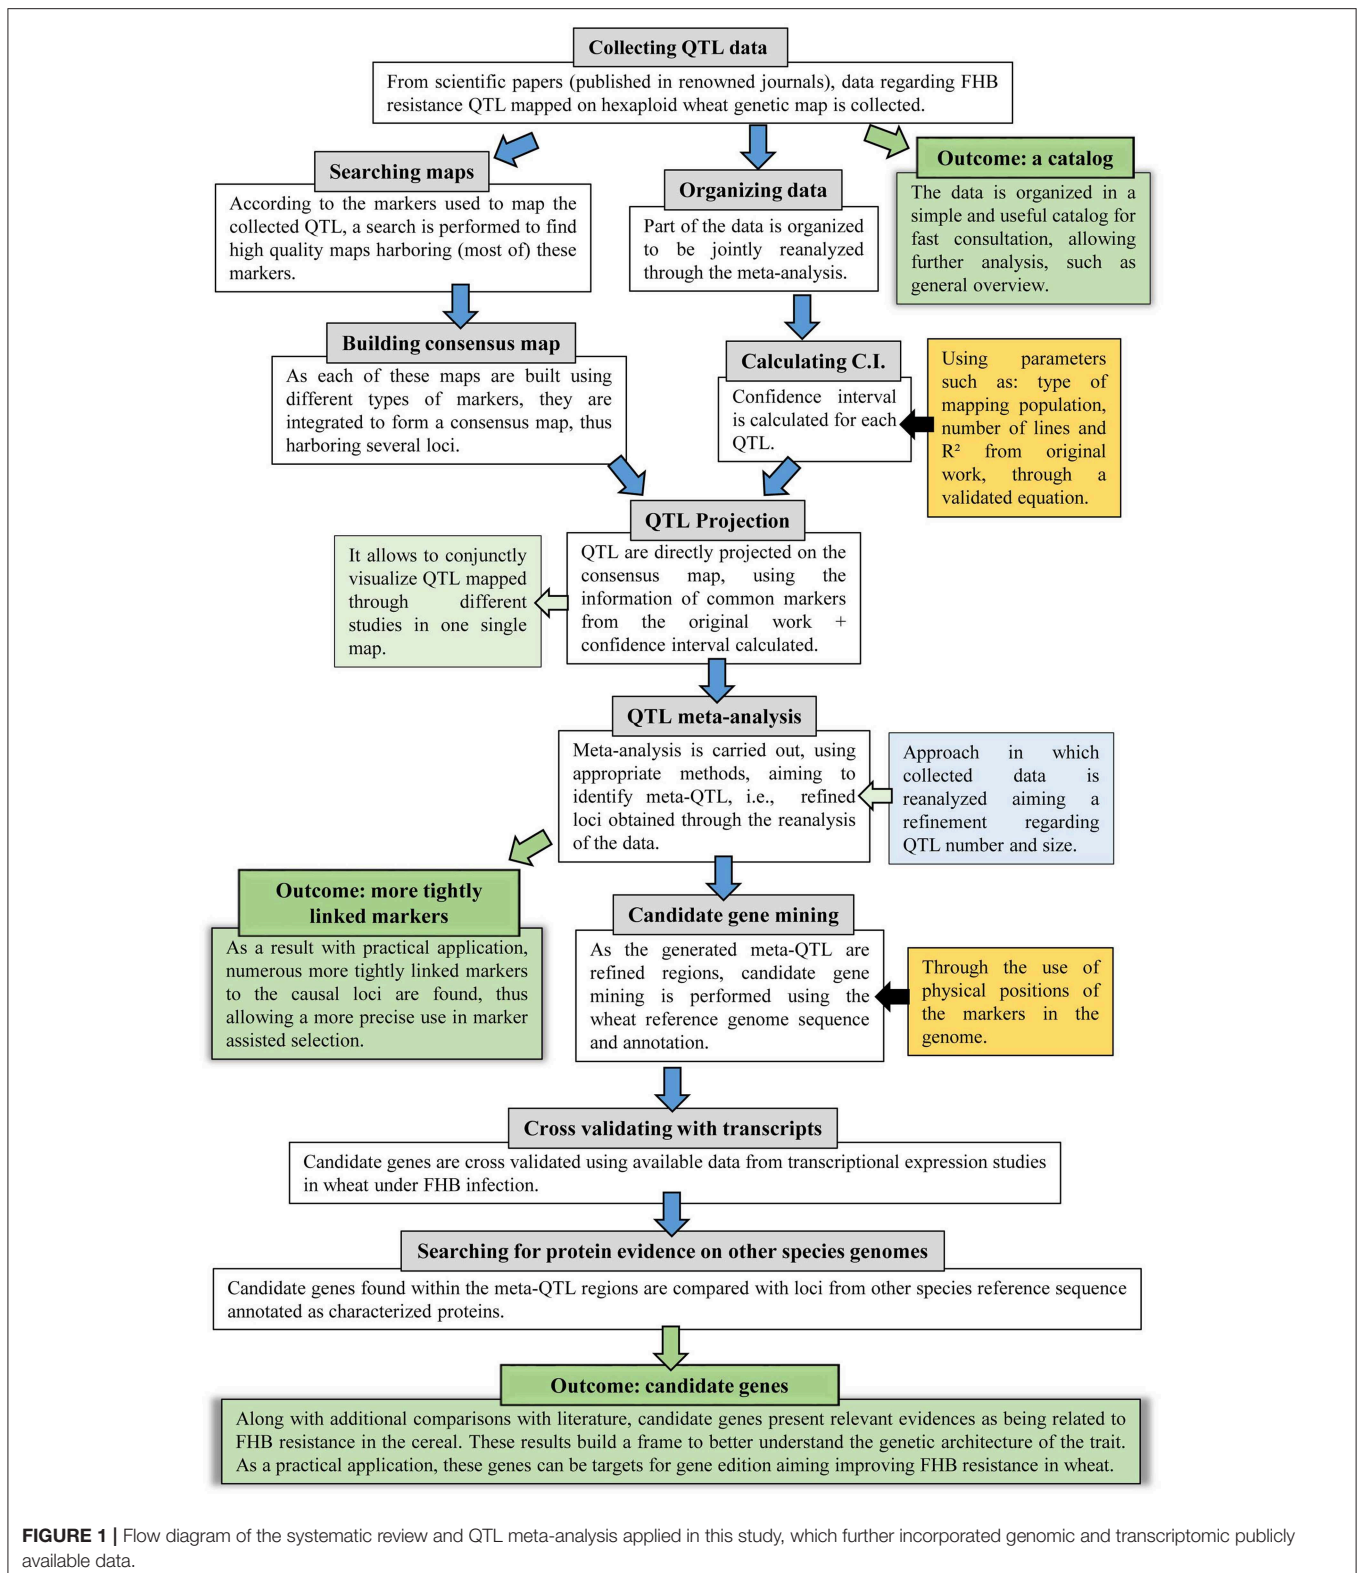 Collecting QTL data
From scientific papers (published in renowned journals), data regarding FHB
resistance QTL mapped on hexaploid wheat genetic map is collected.
Searching maps
According to the markers used to map the
collected QTL, a search is performed to find
high quality maps harboring (most of) these
markers.
Organizing data
Part of the data is organized
to be jointly reanalyzed
through the meta-analysis.
Outcome: a catalog
The data is organized in a
simple and useful catalog for
fast consultation, allowing
further analysis, such as
general overview.
Building consensus map
As each of these maps are built using
different types of markers, they are
integrated to form a consensus map, thus
harboring several loci.
Calculating C.I.
Confidence interval
is calculated for each
QTL.
Using parameters
such as: type of
mapping population,
number of lines and
R² from original
work, through a
validated equation.
QTL Projection
QTL are directly projected on the
consensus map, using the
information of common markers
from the original work +
confidence interval calculated.
It allows to conjunctly
visualize QTL mapped
through different
studies in one single
map.
QTL meta-analysis
Meta-analysis is carried out, using
appropriate methods, aiming to
identify meta-QTL, i.e., refined
loci obtained through the reanalysis
of the data.
Approach in which
collected data is
reanalyzed aiming a
refinement regarding
QTL number and size.
Outcome: more tightly
linked markers
As a result with practical application,
numerous more tightly linked markers
to the causal loci are found, thus
allowing a more precise use in marker
assisted selection.
Candidate gene mining
As the generated meta-QTL are
refined regions, candidate gene
mining is performed using the
wheat reference genome sequence
and annotation.
Through the use of
physical positions of
the markers in the
genome.
Cross validating with transcripts
Candidate genes are cross validated using available data from transcriptional expression studies
in wheat under FHB infection.
Searching for protein evidence on other species genomes
Candidate genes found within the meta-QTL regions are compared with loci from other species reference sequence
annotated as characterized proteins.
Outcome: candidate genes
Along with additional comparisons with literature, candidate genes present relevant evidences as being related to
FHB resistance in the cereal. These results build a frame to better understand the genetic architecture of the trait.
As a practical application, these genes can be targets for gene edition aiming improving FHB resistance in wheat.
FIGURE 1 | Flow diagram of the systematic review and QTL meta-analysis applied in this study, which further incorporated genomic and transcriptomic publicly
available data.